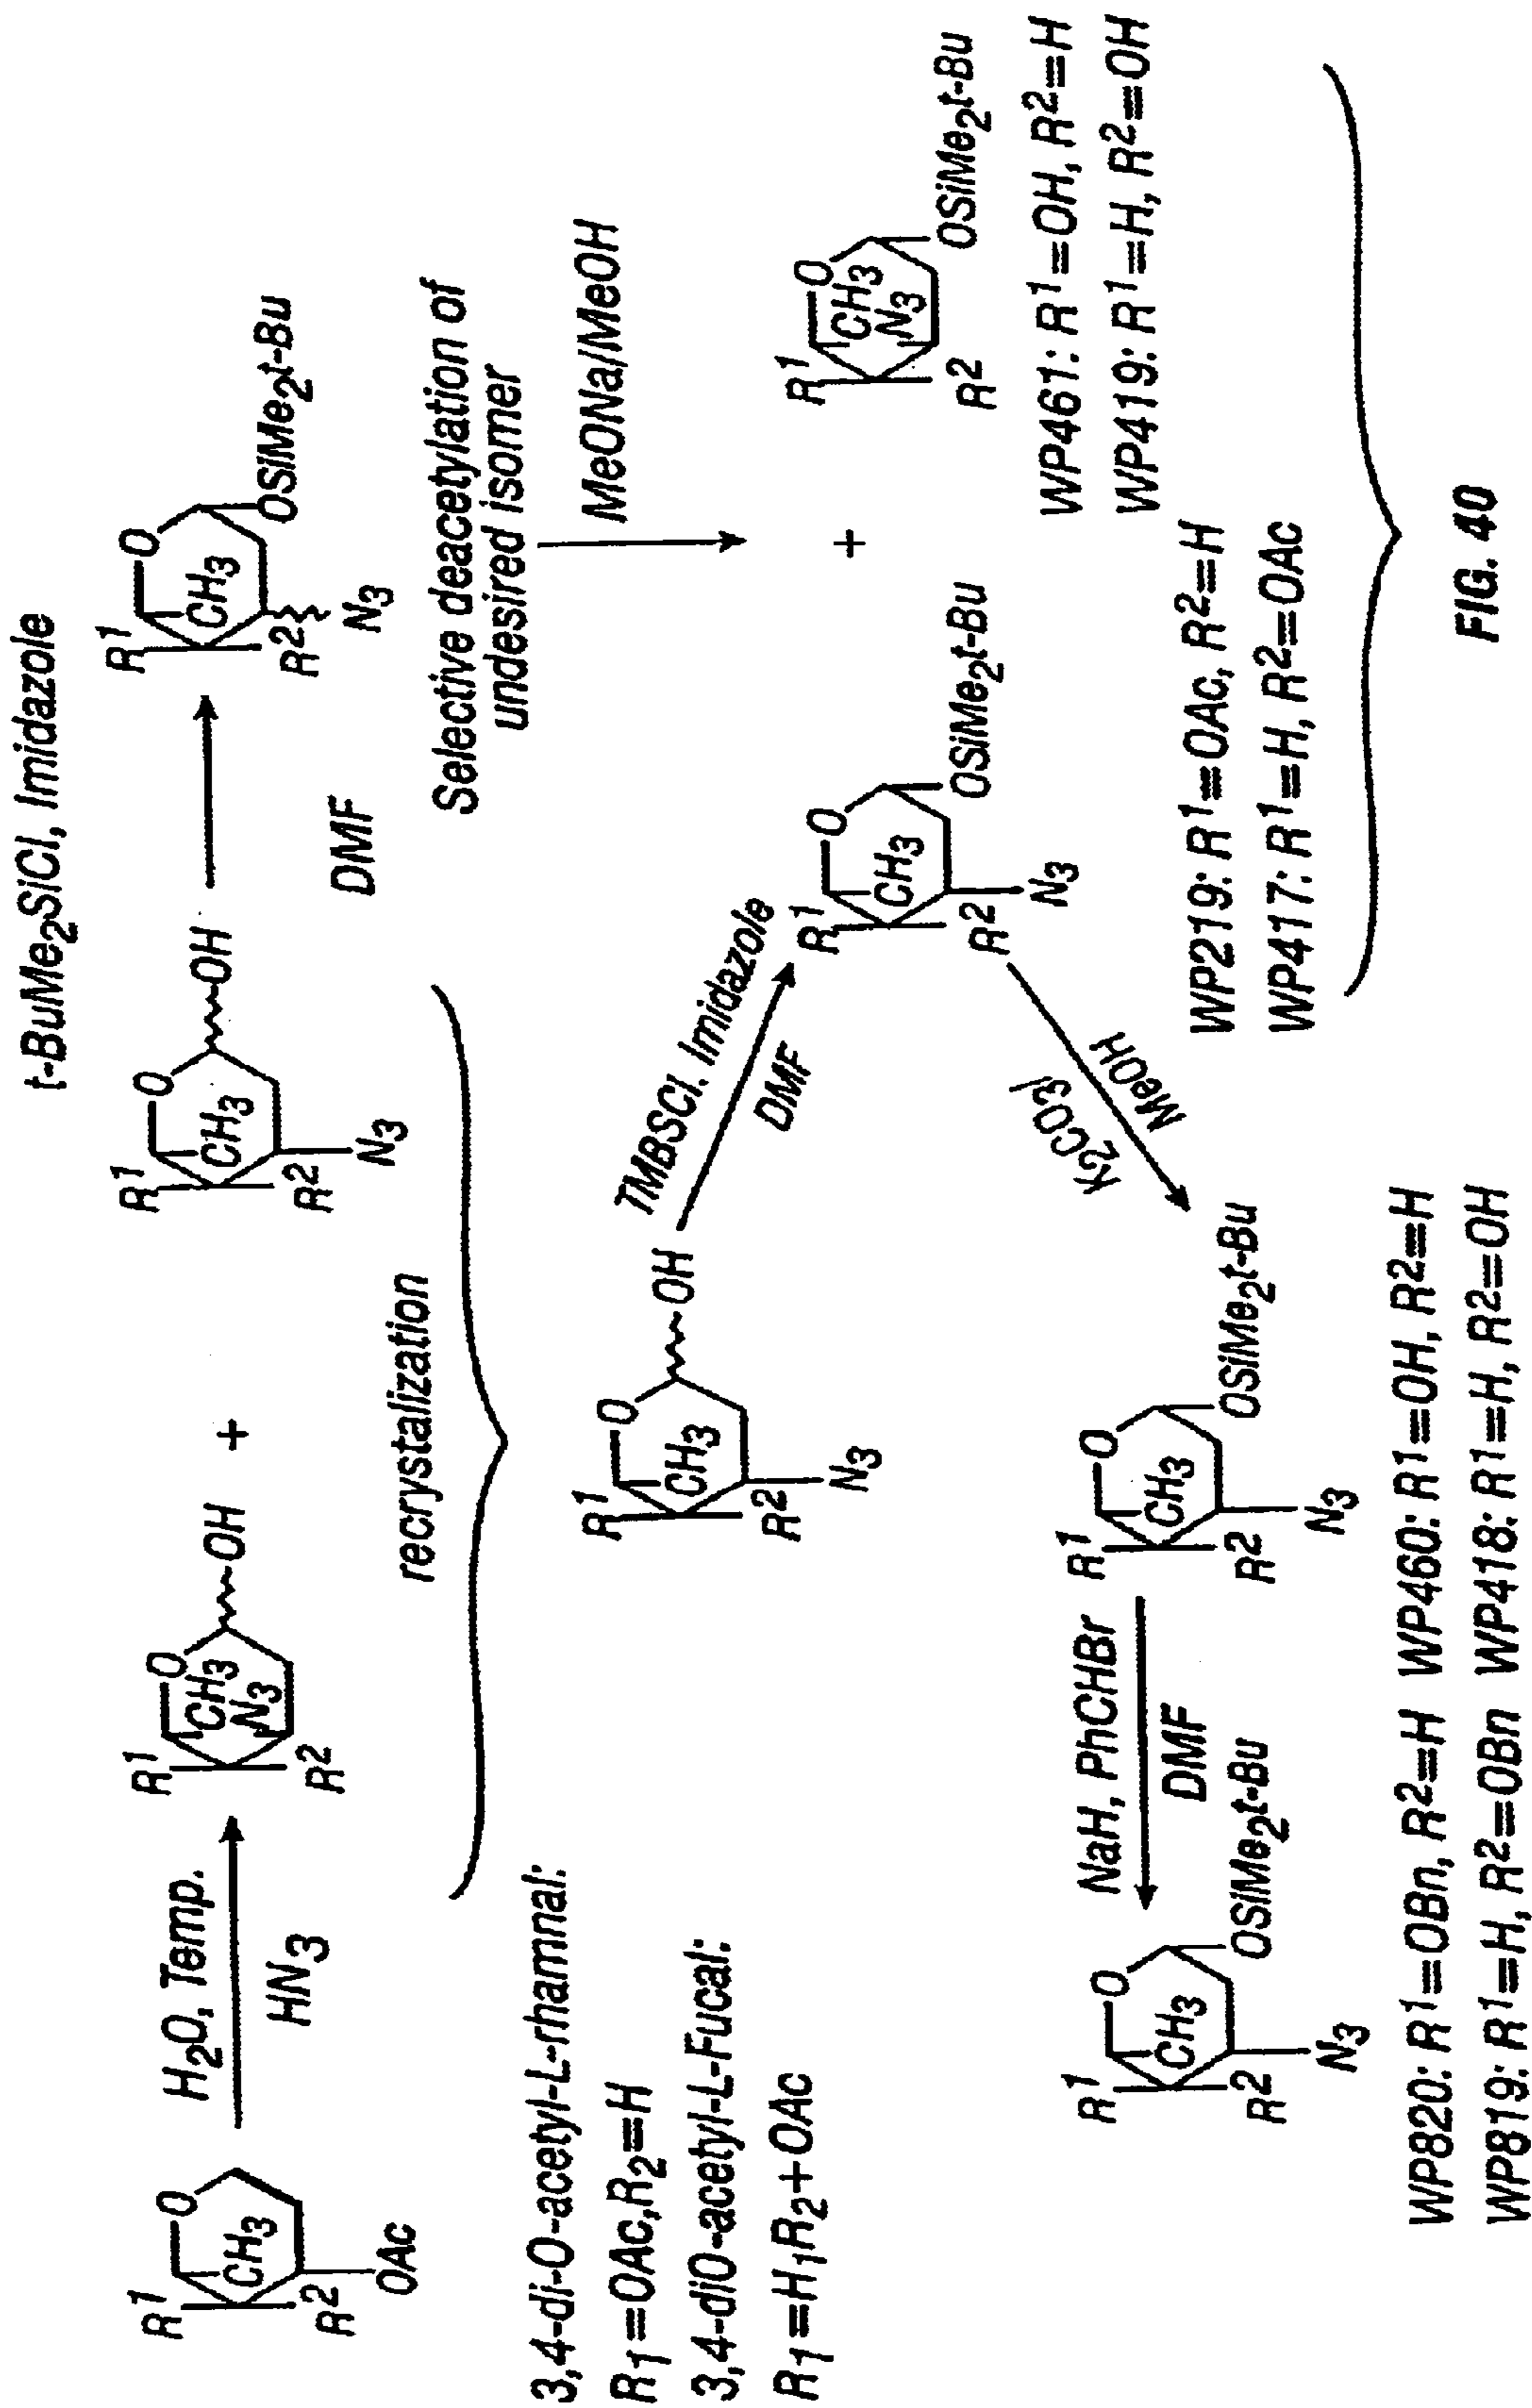 t-BuMe2SiCl, Imidazole
H2O, Temp.
HN3
DMF
R1
O
CH3
R2
OAc
R1
O
CH3
N3
R2
OH
+
R1
O
CH3
R2
N3
OH
R1
O
CH3
R2
N3
OSiMe2t-Bu
recrystalization
Selective deacetylation of
undesired isomer
MeONa/MeOH
3,4-di-O-acetyl-L-rhamnal:
R1=OAc,R2=H
3,4-diO-acetyl-L-Fucal:
R1=H1R2+OAc
R1
O
CH3
R2
N3
OH
TMBSCl. Imidazole
DMF
R1
O
CH3
R2
N3
OSiMe2t-Bu
+
R1
O
CH3
N3
R2
OSiMe2t-Bu
WP461: R1=OH, R2=H
WP419: R1=H, R2=OH
WP219: R1=OAc, R2=H
WP417: R1=H, R2=OAc
K2CO3/
MeOH
R1
O
CH3
R2
N3
OSiMe2t-Bu
NaH, PhCHBr
DMF
R1
O
CH3
R2
N3
OSiMe2t-Bu
WP820: R1=OBn, R2=H WP460: R1=OH, R2=H
WP819: R1=H, R2=OBn WP418: R1=H, R2=OH
FIG. 40